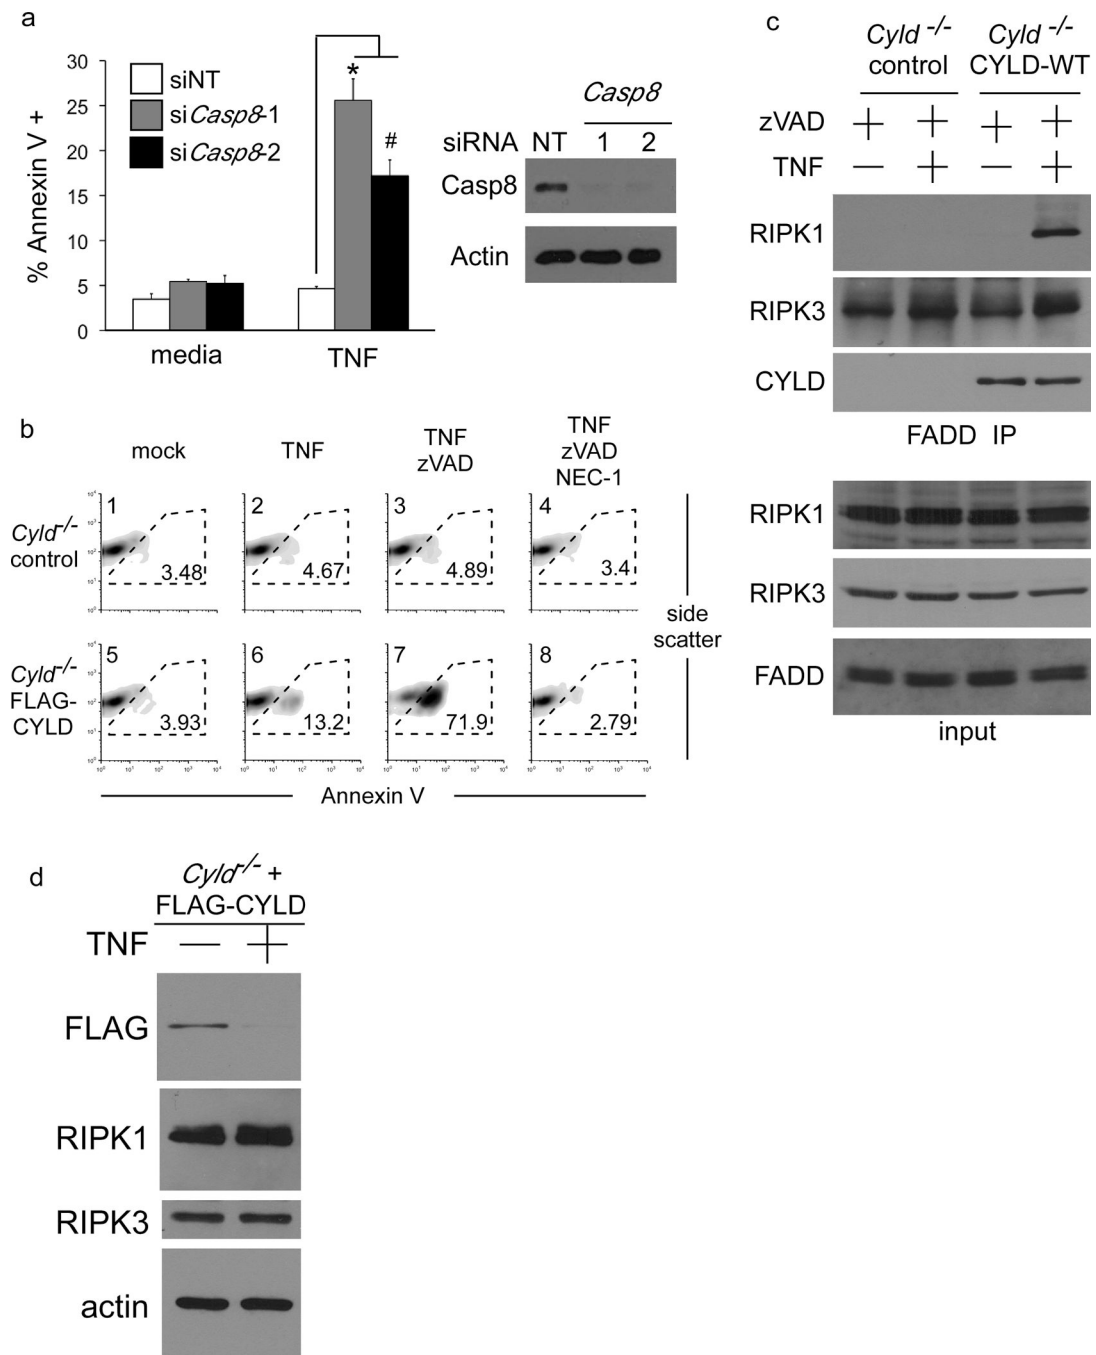 a
30
25
20
15
10
5
0
% Annexin V +
siNT
siCasp8-1
siCasp8-2
*
#
media
TNF
Casp8
siRNA NT 1 2
Casp8
Actin
b
mock
TNF
TNF
zVAD
TNF
zVAD
NEC-1
Cyld-/-
control
1
3.48
2
4.67
3
4.89
4
3.4
Cyld-/-
FLAG-
CYLD
5
3.93
6
13.2
7
71.9
8
2.79
side
scatter
Annexin V
c
Cyld -/-
control
Cyld -/-
CYLD-WT
zVAD + + + +
TNF — + — +
RIPK1
RIPK3
CYLD
FADD IP
RIPK1
RIPK3
FADD
input
d
Cyld-/- +
FLAG-CYLD
TNF — +
FLAG
RIPK1
RIPK3
actin